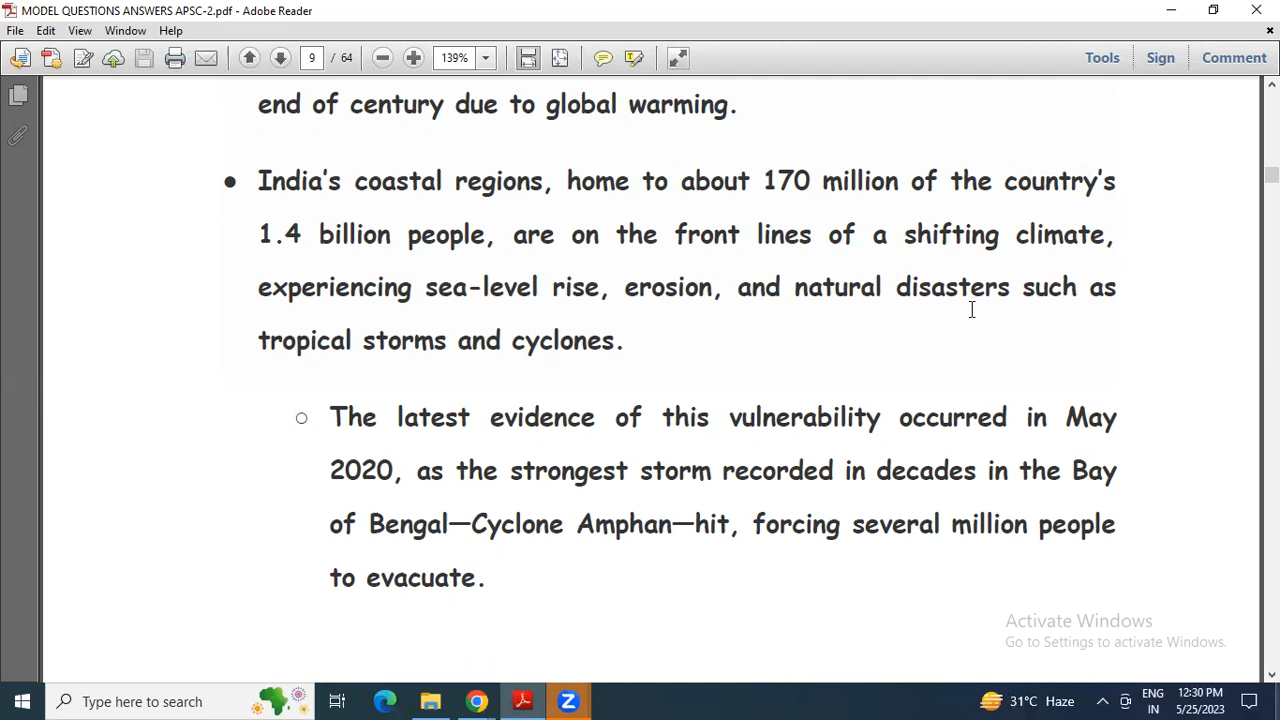 MODEL QUESTIONS ANSWERS APSC-2.pdf - Adobe Reader
File Edit View Window Help
9 / 64 139% Tools Sign Comment
end of century due to global warming.
● India's coastal regions, home to about 170 million of the country's
1.4 billion people, are on the front lines of a shifting climate,
experiencing sea-level rise, erosion, and natural disasters such as
tropical storms and cyclones.
○ The latest evidence of this vulnerability occurred in May
2020, as the strongest storm recorded in decades in the Bay
of Bengal—Cyclone Amphan—hit, forcing several million people
to evacuate.
Activate Windows
Go to Settings to activate Windows.
Type here to search
31°C Haze
ENG
IN
12:30 PM
5/25/2023